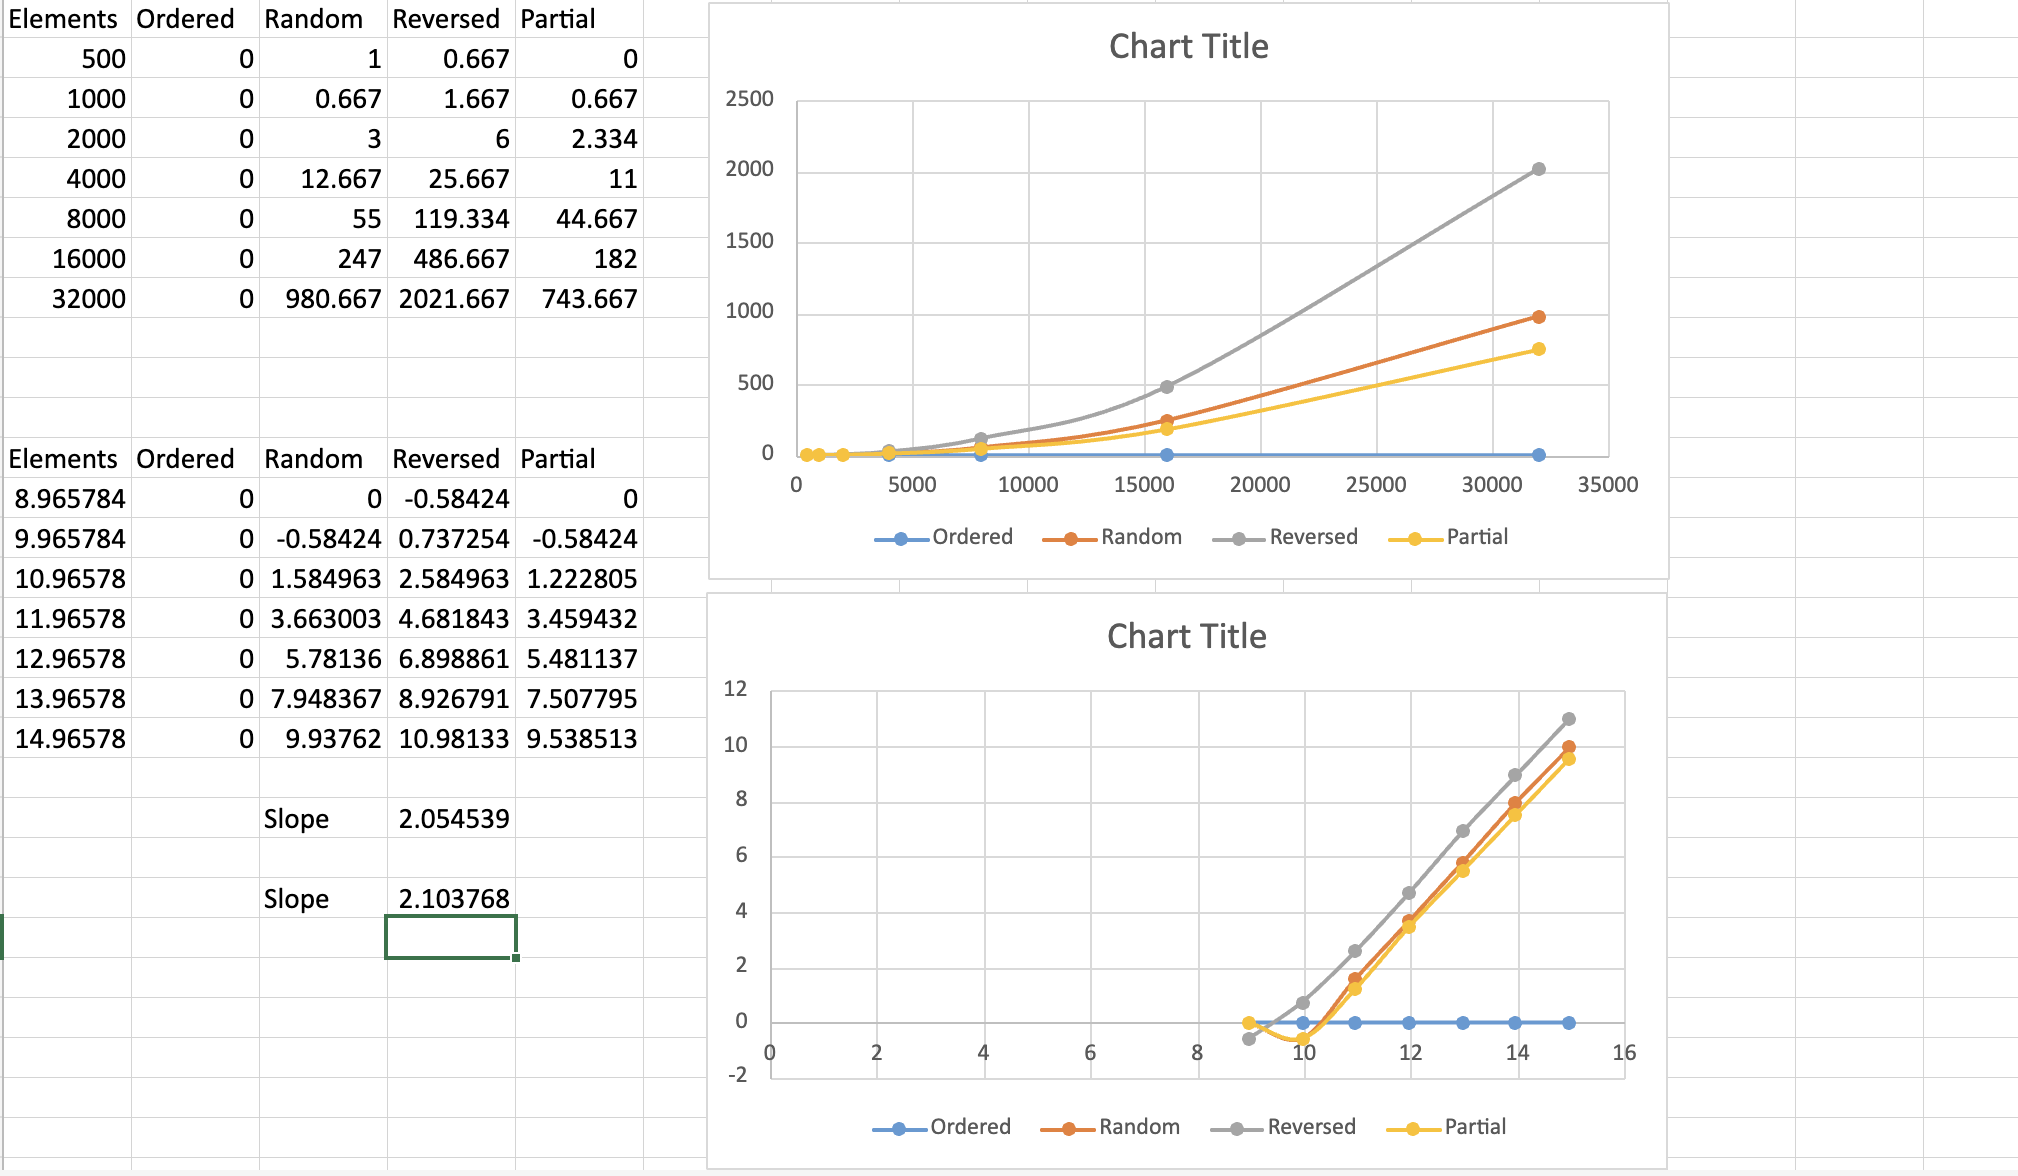 Elements Ordered Random Reversed Partial
500 0 1 0.667 0
1000 0 0.667 1.667 0.667
2000 0 3 6 2.334
4000 0 12.667 25.667 11
8000 0 55 119.334 44.667
16000 0 247 486.667 182
32000 0 980.667 2021.667 743.667
Elements Ordered Random Reversed Partial
8.965784 0 0 -0.58424 0
9.965784 0 -0.58424 0.737254 -0.58424
10.96578 0 1.584963 2.584963 1.222805
11.96578 0 3.663003 4.681843 3.459432
12.96578 0 5.78136 6.898861 5.481137
13.96578 0 7.948367 8.926791 7.507795
14.96578 0 9.93762 10.98133 9.538513
Slope 2.054539
Slope 2.103768
Chart Title
2500
2000
1500
1000
500
0
0 5000 10000 15000 20000 25000 30000 35000
Ordered Random Reversed Partial
Chart Title
12
10
8
6
4
2
0
-2
0 2 4 6 8 10 12 14 16
Ordered Random Reversed Partial